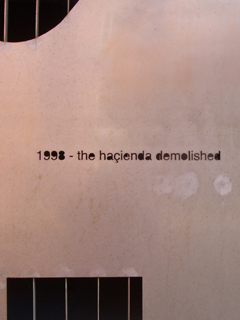 1998 - the haçienda demolished